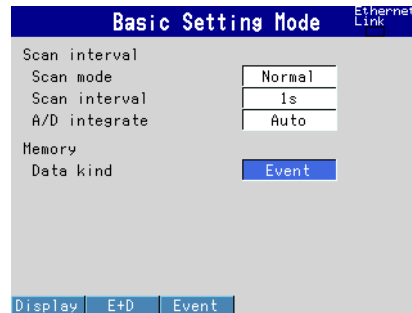 Basic Setting Mode
Ethernet
Link
Scan interval
Scan mode Normal
Scan interval 1s
A/D integrate Auto
Memory
Data kind Event
Display E+D Event